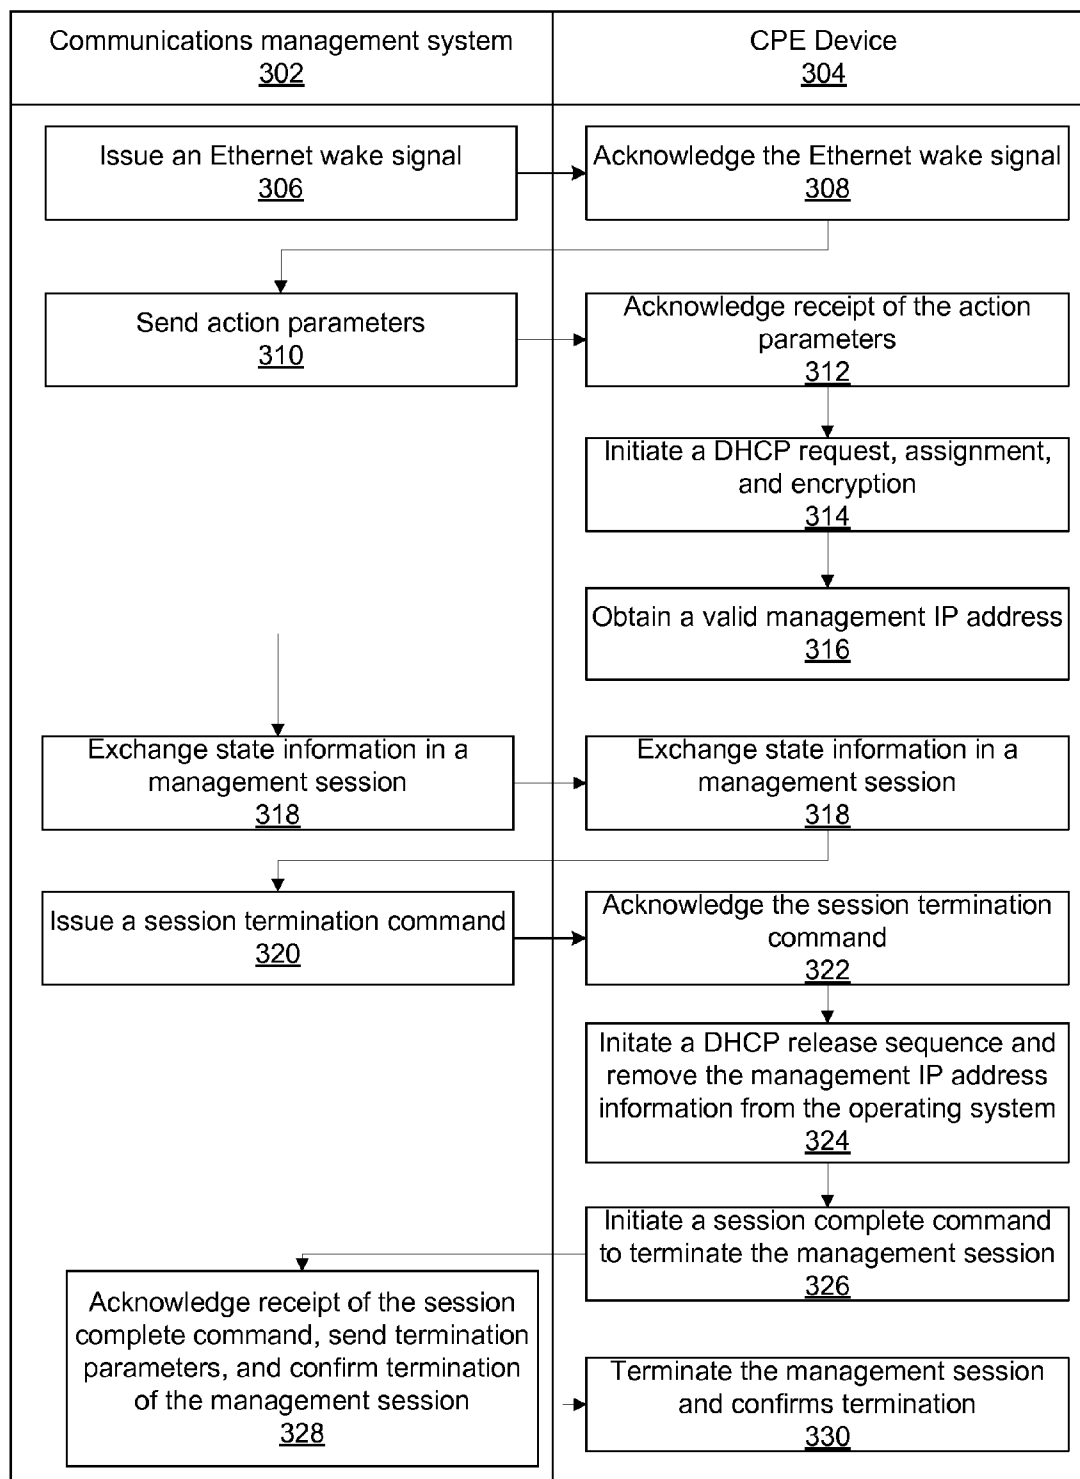 Communications management system
302
CPE Device
304
Issue an Ethernet wake signal
306
Acknowledge the Ethernet wake signal
308
Send action parameters
310
Acknowledge receipt of the action
parameters
312
Initiate a DHCP request, assignment,
and encryption
314
Obtain a valid management IP address
316
Exchange state information in a
management session
318
Exchange state information in a
management session
318
Issue a session termination command
320
Acknowledge the session termination
command
322
Initate a DHCP release sequence and
remove the management IP address
information from the operating system
324
Initiate a session complete command
to terminate the management session
326
Acknowledge receipt of the session
complete command, send termination
parameters, and confirm termination
of the management session
328
Terminate the management session
and confirms termination
330